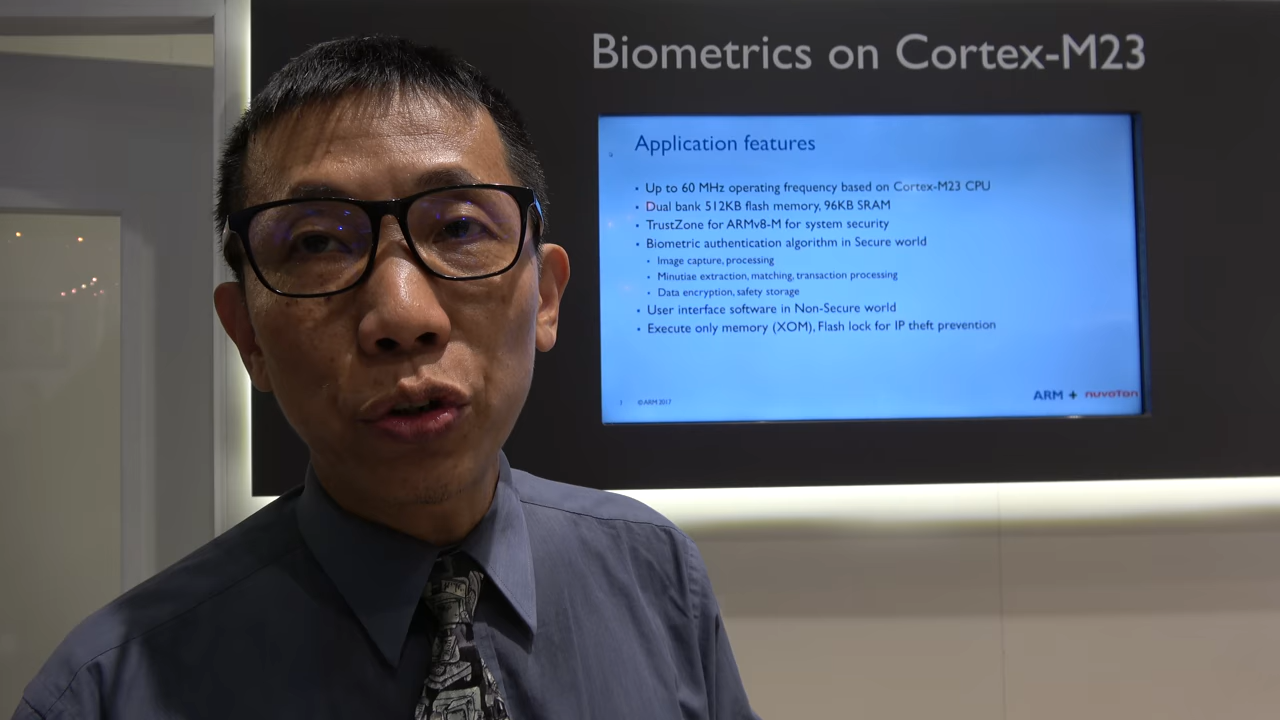 Biometrics on Cortex-M23
Application features
• Up to 60 MHz operating frequency based on Cortex-M23 CPU
• Dual bank 512KB flash memory, 96KB SRAM
• TrustZone for ARMv8-M for system security
• Biometric authentication algorithm in Secure world
• Image capture, processing
• Minutiae extraction, matching, transaction processing
• Data encryption, safety storage
• User interface software in Non-Secure world
• Execute only memory (XOM), Flash lock for IP theft prevention
© ARM 2017
ARM + nuvoTon